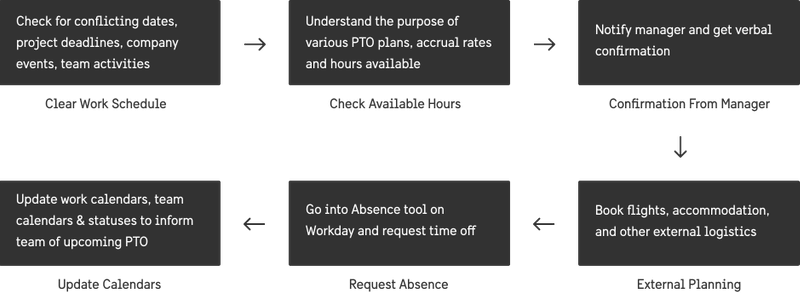 Check for conflicting dates,
project deadlines, company
events, team activities
Clear Work Schedule
Understand the purpose of
various PTO plans, accrual rates
and hours available
Check Available Hours
Notify manager and get verbal
confirmation
Confirmation From Manager
Book flights, accommodation,
and other external logistics
External Planning
Go into Absence tool on
Workday and request time off
Request Absence
Update work calendars, team
calendars & statuses to inform
team of upcoming PTO
Update Calendars